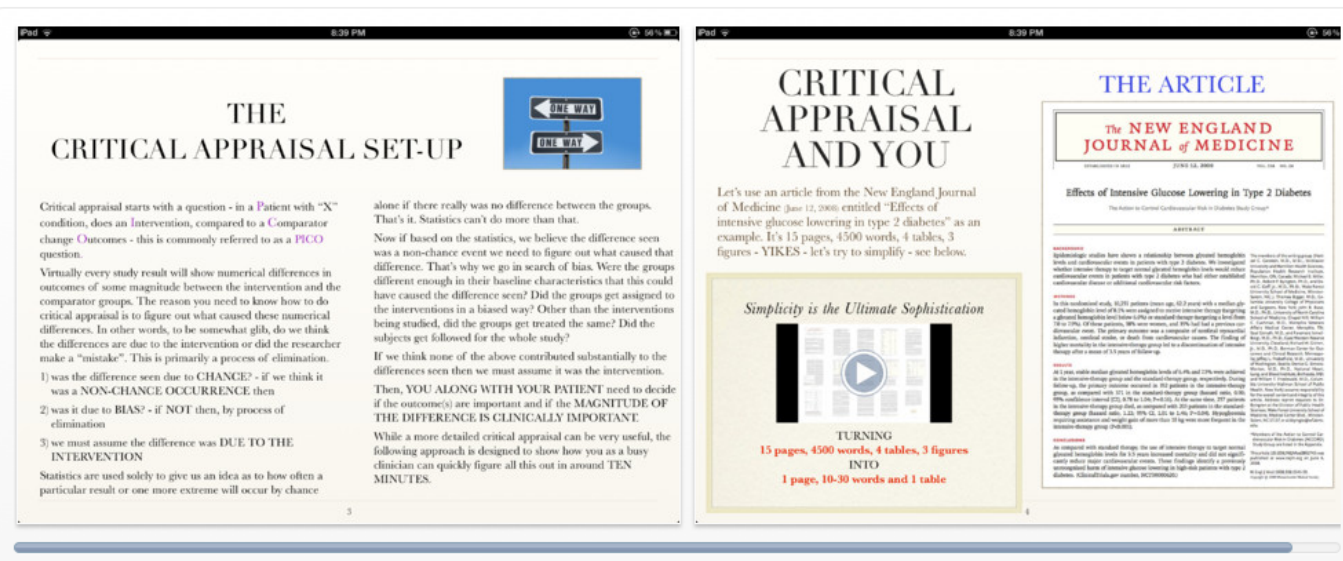 iPad
8:39 PM
56%
THE
CRITICAL APPRAISAL SET-UP
ONE WAY
ONE WAY
Critical appraisal starts with a question - in a Patient with “X”
condition, does an Intervention, compared to a Comparator
change Outcomes - this is commonly referred to as a PICO
question.
Virtually every study result will show numerical differences in
outcomes of some magnitude between the intervention and the
comparator groups. The reason you need to know how to do
critical appraisal is to figure out what caused these numerical
differences. In other words, to be somewhat glib, do we think
the differences are due to the intervention or did the researcher
make a “mistake”. This is primarily a process of elimination.
1) was the difference seen due to CHANCE? - if we think it
was a NON-CHANCE OCCURRENCE then
2) was it due to BIAS? - if NOT then, by process of
elimination
3) we must assume the difference was DUE TO THE
INTERVENTION
Statistics are used solely to give us an idea as to how often a
particular result or one more extreme will occur by chance
alone if there really was no difference between the groups.
That’s it. Statistics can’t do more than that.
Now if based on the statistics, we believe the difference seen
was a non-chance event we need to figure out what caused that
difference. That’s why we go in search of bias. Were the groups
different enough in their baseline characteristics that this could
have caused the difference seen? Did the groups get assigned to
the interventions in a biased way? Other than the interventions
being studied, did the groups get treated the same? Did the
subjects get followed for the whole study?
If we think none of the above contributed substantially to the
differences seen then we must assume it was the intervention.
Then, YOU ALONG WITH YOUR PATIENT need to decide
if the outcome(s) are important and if the MAGNITUDE OF
THE DIFFERENCE IS CLINICALLY IMPORTANT.
While a more detailed critical appraisal can be very useful, the
following approach is designed to show how you as a busy
clinician can quickly figure all this out in around TEN
MINUTES.
3
iPad
8:39 PM
56%
CRITICAL
APPRAISAL
AND YOU
Let’s use an article from the New England Journal
of Medicine (June 12, 2008) entitled “Effects of
intensive glucose lowering in type 2 diabetes” as an
example. It’s 15 pages, 4500 words, 4 tables, 3
figures - YIKES - let’s try to simplify - see below.
Simplicity is the Ultimate Sophistication
TURNING
15 pages, 4500 words, 4 tables, 3 figures
INTO
1 page, 10-30 words and 1 table
THE ARTICLE
The NEW ENGLAND
JOURNAL of MEDICINE
ESTABLISHED IN 1812
JUNE 12, 2008
Effects of Intensive Glucose Lowering in Type 2 Diabetes
The Action to Control Cardiovascular Risk in Diabetes Study Group*
ABSTRACT
BACKGROUND
METHODS
RESULTS
CONCLUSIONS
4